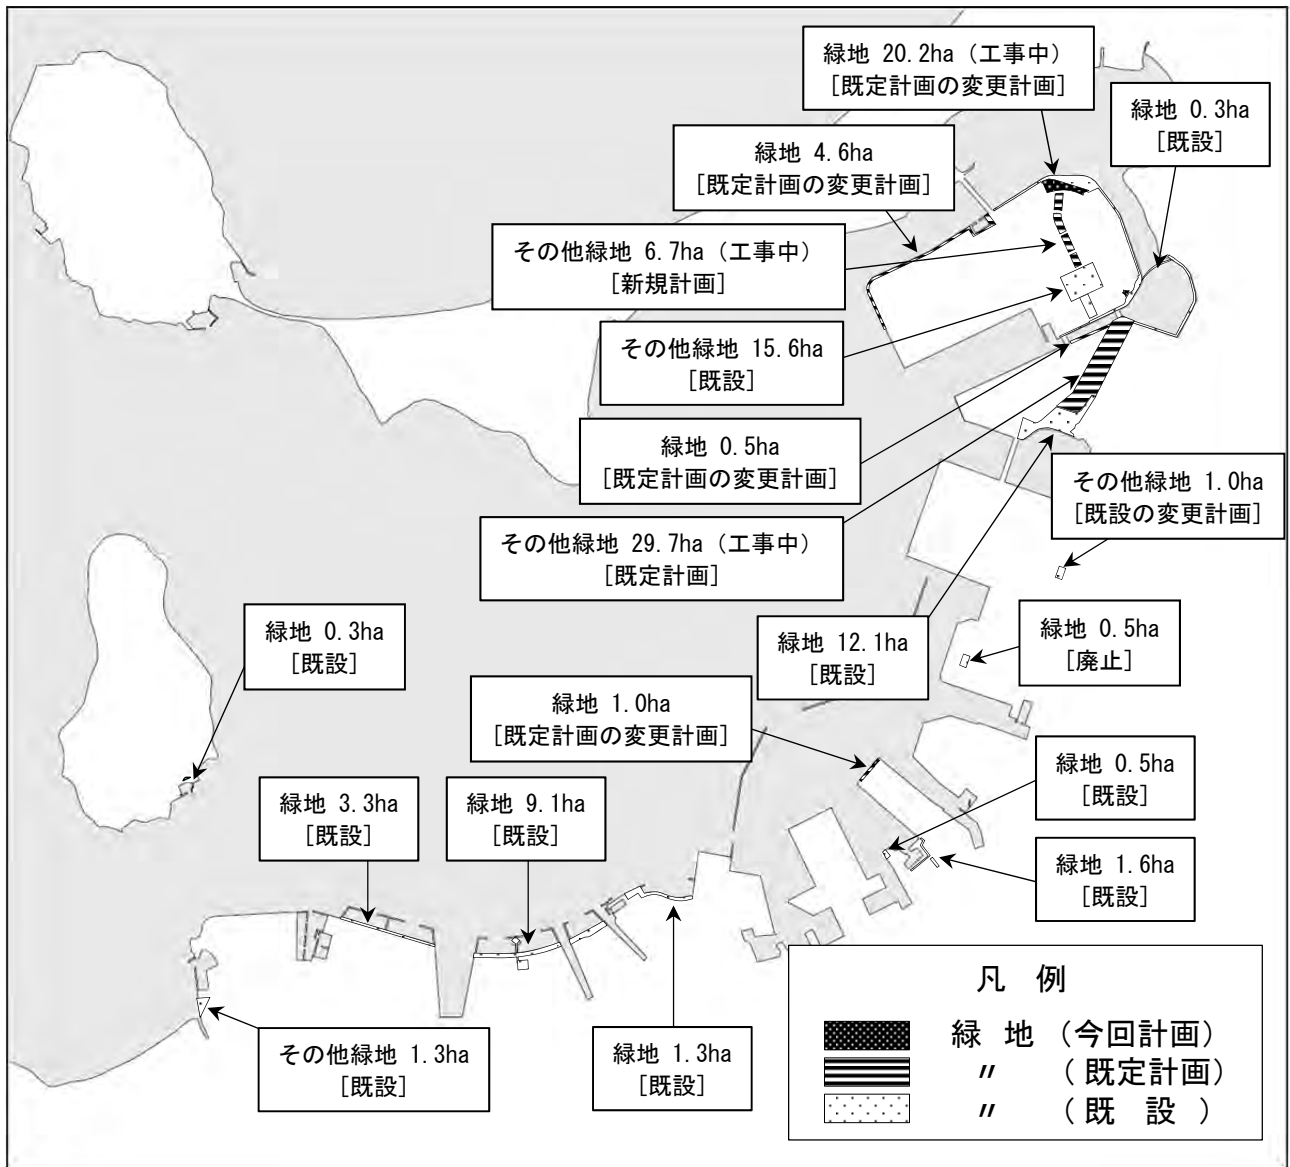 緑地 20.2ha（工事中）
[既定計画の変更計画]
緑地 0.3ha
[既設]
緑地 4.6ha
[既定計画の変更計画]
その他緑地 6.7ha（工事中）
[新規計画]
その他緑地 15.6ha
[既設]
緑地 0.5ha
[既定計画の変更計画]
その他緑地 1.0ha
[既設の変更計画]
その他緑地 29.7ha（工事中）
[既定計画]
緑地 0.3ha
[既設]
緑地 12.1ha
[既設]
緑地 0.5ha
[廃止]
緑地 1.0ha
[既定計画の変更計画]
緑地 0.5ha
[既設]
緑地 3.3ha
[既設]
緑地 9.1ha
[既設]
緑地 1.6ha
[既設]
その他緑地 1.3ha
[既設]
緑地 1.3ha
[既設]
凡 例
緑 地 （今回計画）
〃 （既定計画）
〃 （既 設）